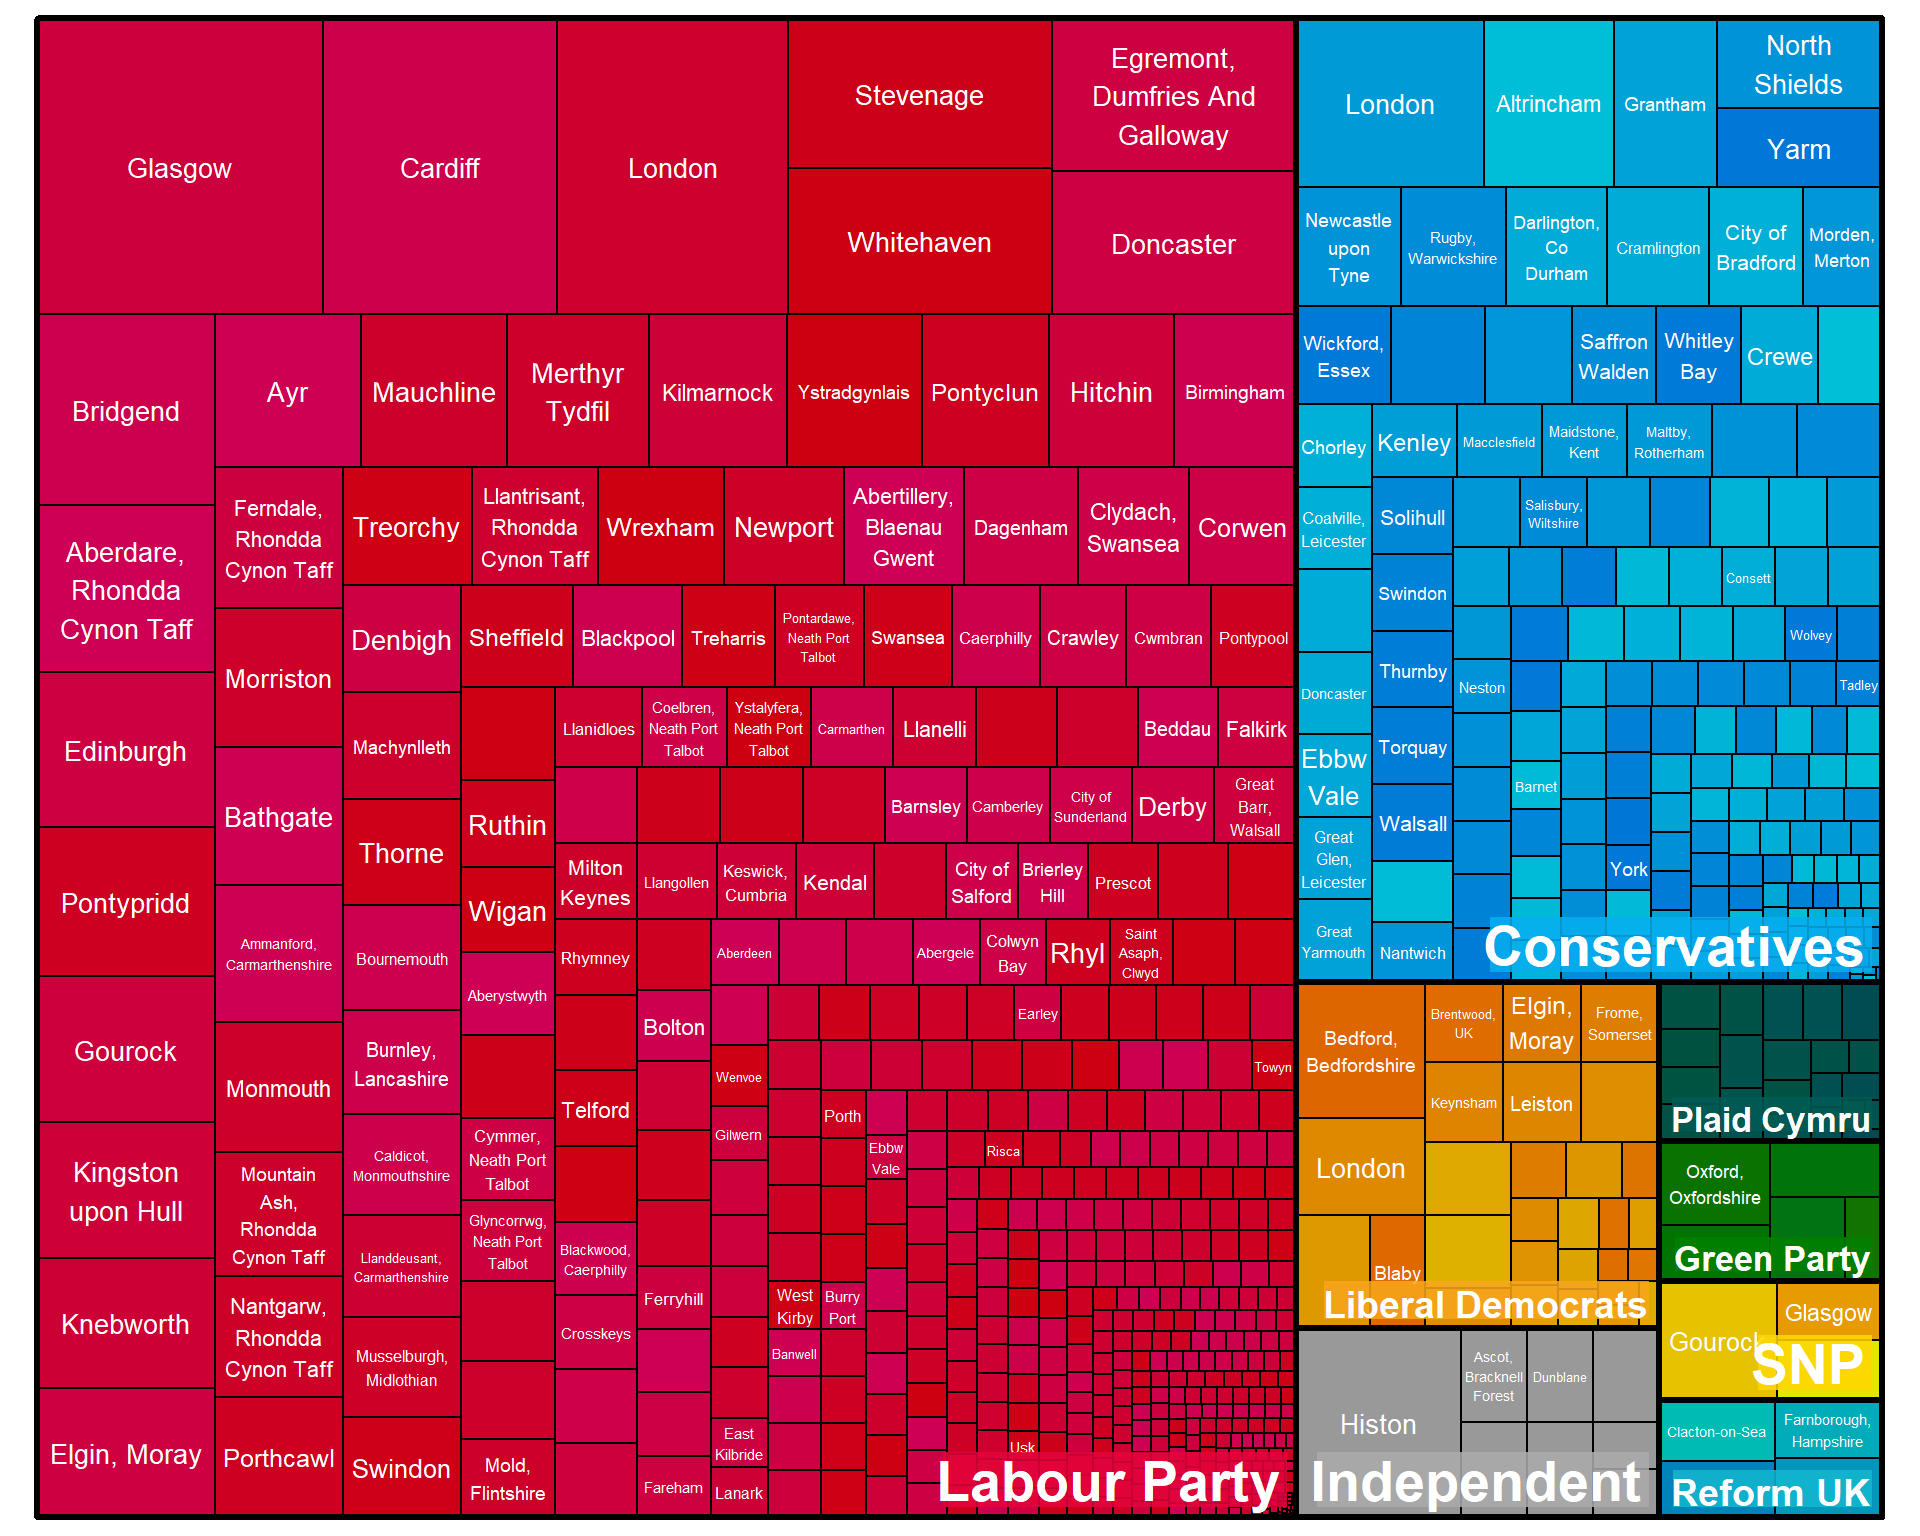 Glasgow
Cardiff
London
Stevenage
Whitehaven
Egremont,
Dumfries And
Galloway
Doncaster
Bridgend
Ayr
Mauchline
Merthyr
Tydfil
Kilmarnock
Ystradgynlais
Pontyclun
Hitchin
Birmingham
Aberdare,
Rhondda
Cynon Taff
Edinburgh
Pontypridd
Gourock
Kingston
upon Hull
Knebworth
Elgin, Moray
Ferndale,
Rhondda
Cynon Taff
Morriston
Bathgate
Ammanford,
Carmarthenshire
Monmouth
Mountain
Ash,
Rhondda
Cynon Taff
Nantgarw,
Rhondda
Cynon Taff
Porthcawl
Treorchy
Llantrisant,
Rhondda
Cynon Taff
Wrexham
Newport
Abertillery,
Blaenau
Gwent
Dagenham
Clydach,
Swansea
Corwen
Denbigh
Machynlleth
Thorne
Bournemouth
Burnley,
Lancashire
Caldicot,
Monmouthshire
Llanddeusant,
Carmarthenshire
Musselburgh,
Midlothian
Swindon
Sheffield
Blackpool
Treharris
Pontardawe,
Neath Port
Talbot
Swansea
Caerphilly
Crawley
Cwmbran
Pontypool
Ruthin
Wigan
Aberystwyth
Cymmer,
Neath Port
Talbot
Glyncorrwg,
Neath Port
Talbot
Mold,
Flintshire
Llanidloes
Coelbren,
Neath Port
Talbot
Ystalyfera,
Neath Port
Talbot
Carmarthen
Llanelli
Beddau
Falkirk
Barnsley
Camberley
City of
Sunderland
Derby
Great
Barr,
Walsall
Milton
Keynes
Llangollen
Keswick,
Cumbria
Kendal
City of
Salford
Brierley
Hill
Prescot
Rhymney
Telford
Blackwood,
Caerphilly
Crosskeys
Bolton
Ferryhill
Fareham
Aberdeen
Abergele
Colwyn
Bay
Rhyl
Saint
Asaph,
Clwyd
Wenvoe
Gilwern
East
Kilbride
Lanark
Earley
Towyn
West
Kirby
Banwell
Porth
Burry
Port
Ebbw
Vale
Risca
Usk
Labour Party
London
Altrincham
Grantham
North
Shields
Yarm
Newcastle
upon
Tyne
Rugby,
Warwickshire
Darlington,
Co
Durham
Cramlington
City of
Bradford
Morden,
Merton
Wickford,
Essex
Saffron
Walden
Whitley
Bay
Crewe
Chorley
Coalville,
Leicester
Doncaster
Ebbw
Vale
Great
Glen,
Leicester
Great
Yarmouth
Kenley
Macclesfield
Maidstone,
Kent
Maltby,
Rotherham
Solihull
Swindon
Thurnby
Torquay
Walsall
Nantwich
Salisbury,
Wiltshire
Consett
Wolvey
Neston
Tadley
Barnet
York
Conservatives
Bedford,
Bedfordshire
London
Blaby
Brentwood,
UK
Elgin,
Moray
Frome,
Somerset
Keynsham
Leiston
Liberal Democrats
Histon
Ascot,
Bracknell
Forest
Dunblane
Independent
Plaid Cymru
Oxford,
Oxfordshire
Green Party
Gourock
Glasgow
SNP
Clacton-on-Sea
Farnborough,
Hampshire
Reform UK